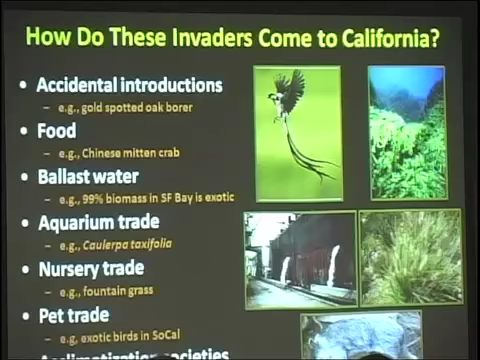 How Do These Invaders Come to California?
• Accidental introductions
– e.g., gold spotted oak borer
• Food
– e.g., Chinese mitten crab
• Ballast water
– e.g., 99% biomass in SF Bay is exotic
• Aquarium trade
– e.g., Caulerpa taxifolia
• Nursery trade
– e.g., fountain grass
• Pet trade
– e.g, exotic birds in SoCal
Acclimatization societies